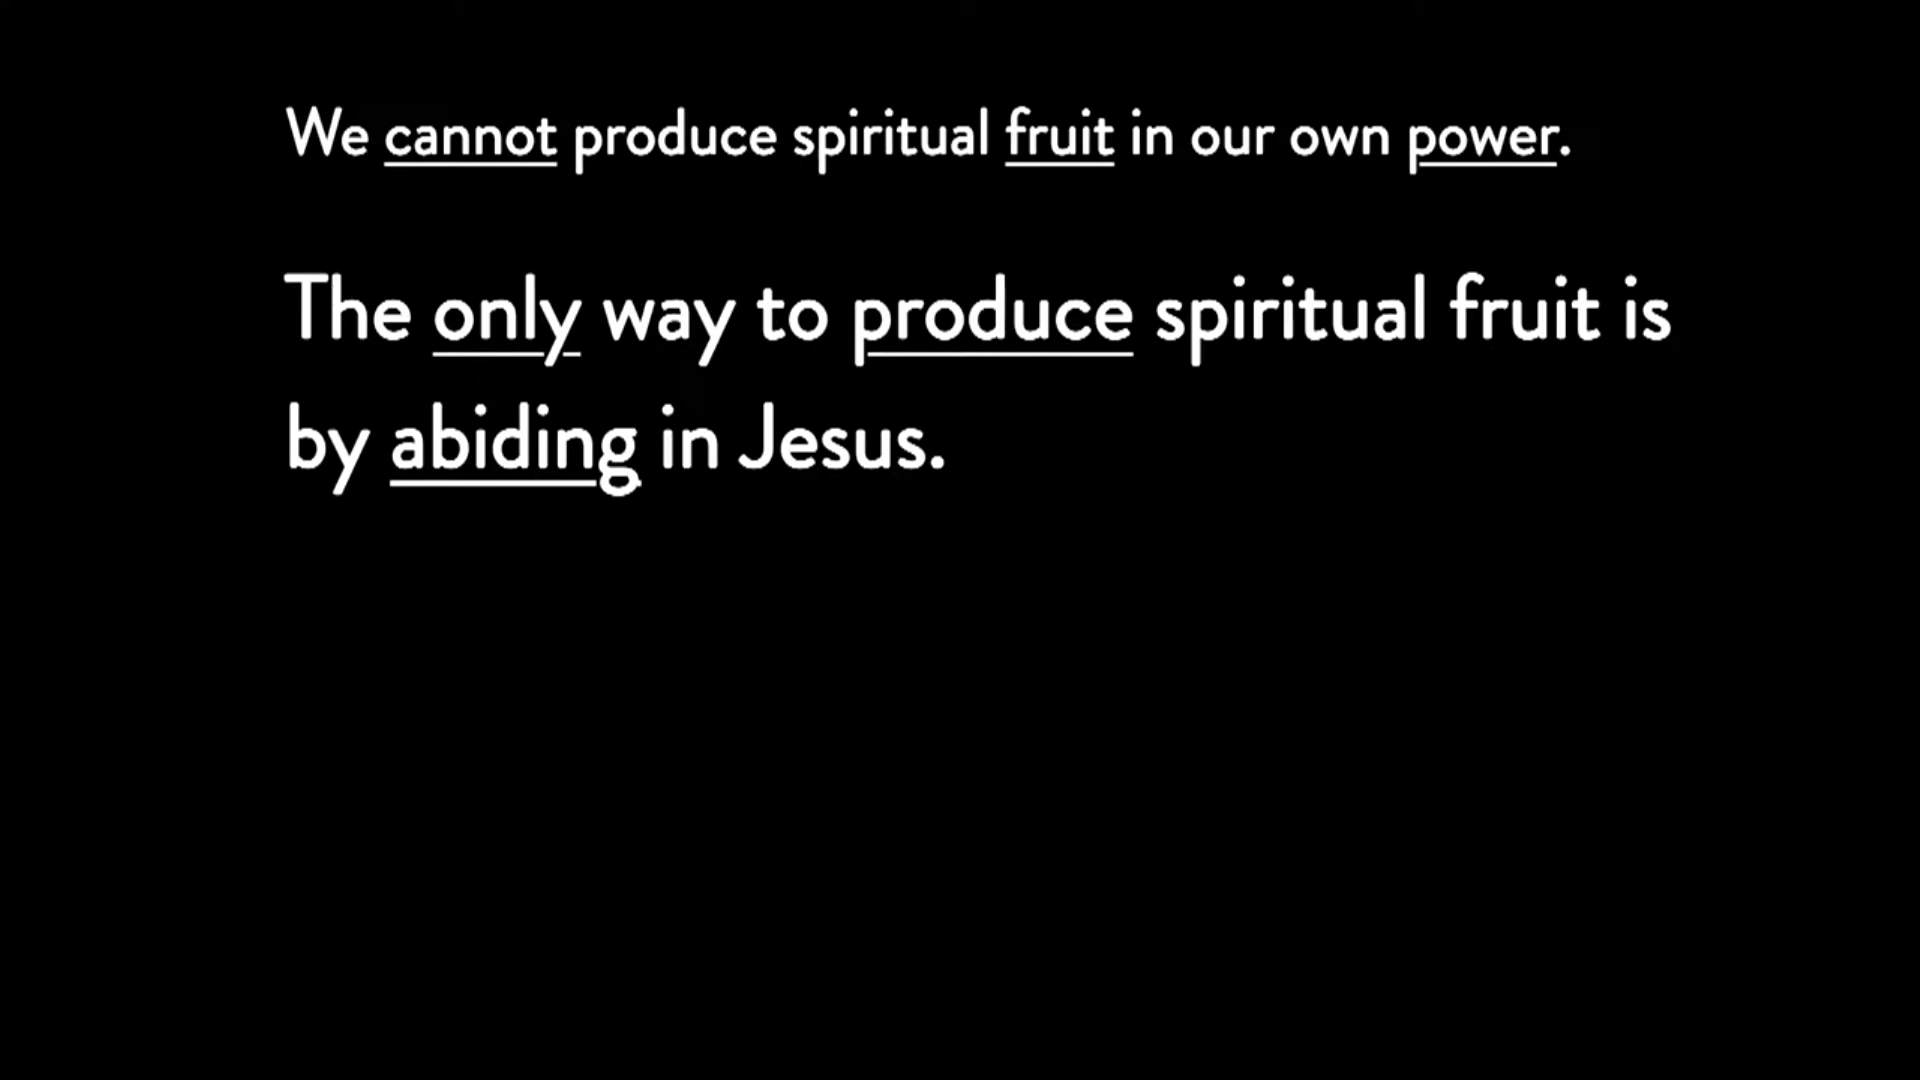 We cannot produce spiritual fruit in our own power.
The only way to produce spiritual fruit is
by abiding in Jesus.